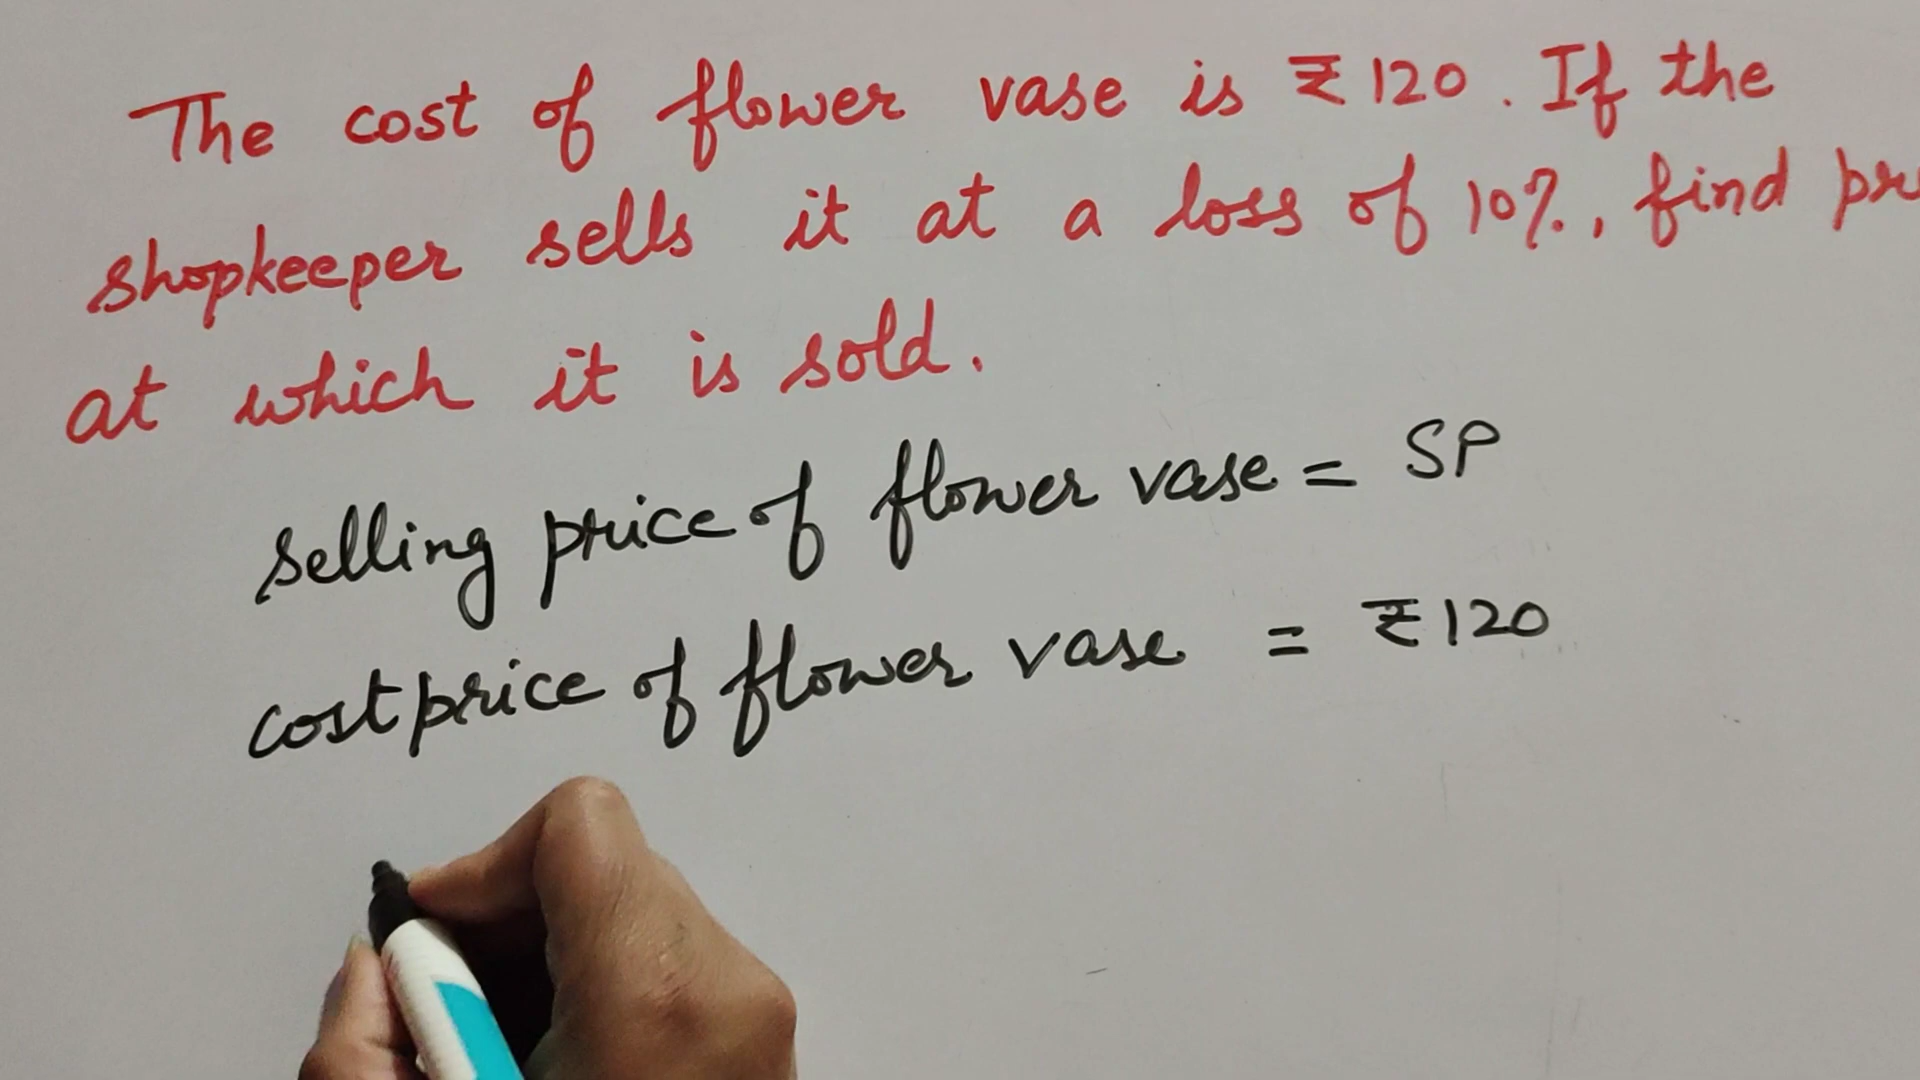 The cost of flower vase is ₹120. If the
shopkeeper sells it at a loss of 10%, find
at which it is sold.
selling price of flower vase = SP
cost price of flower vase = ₹120